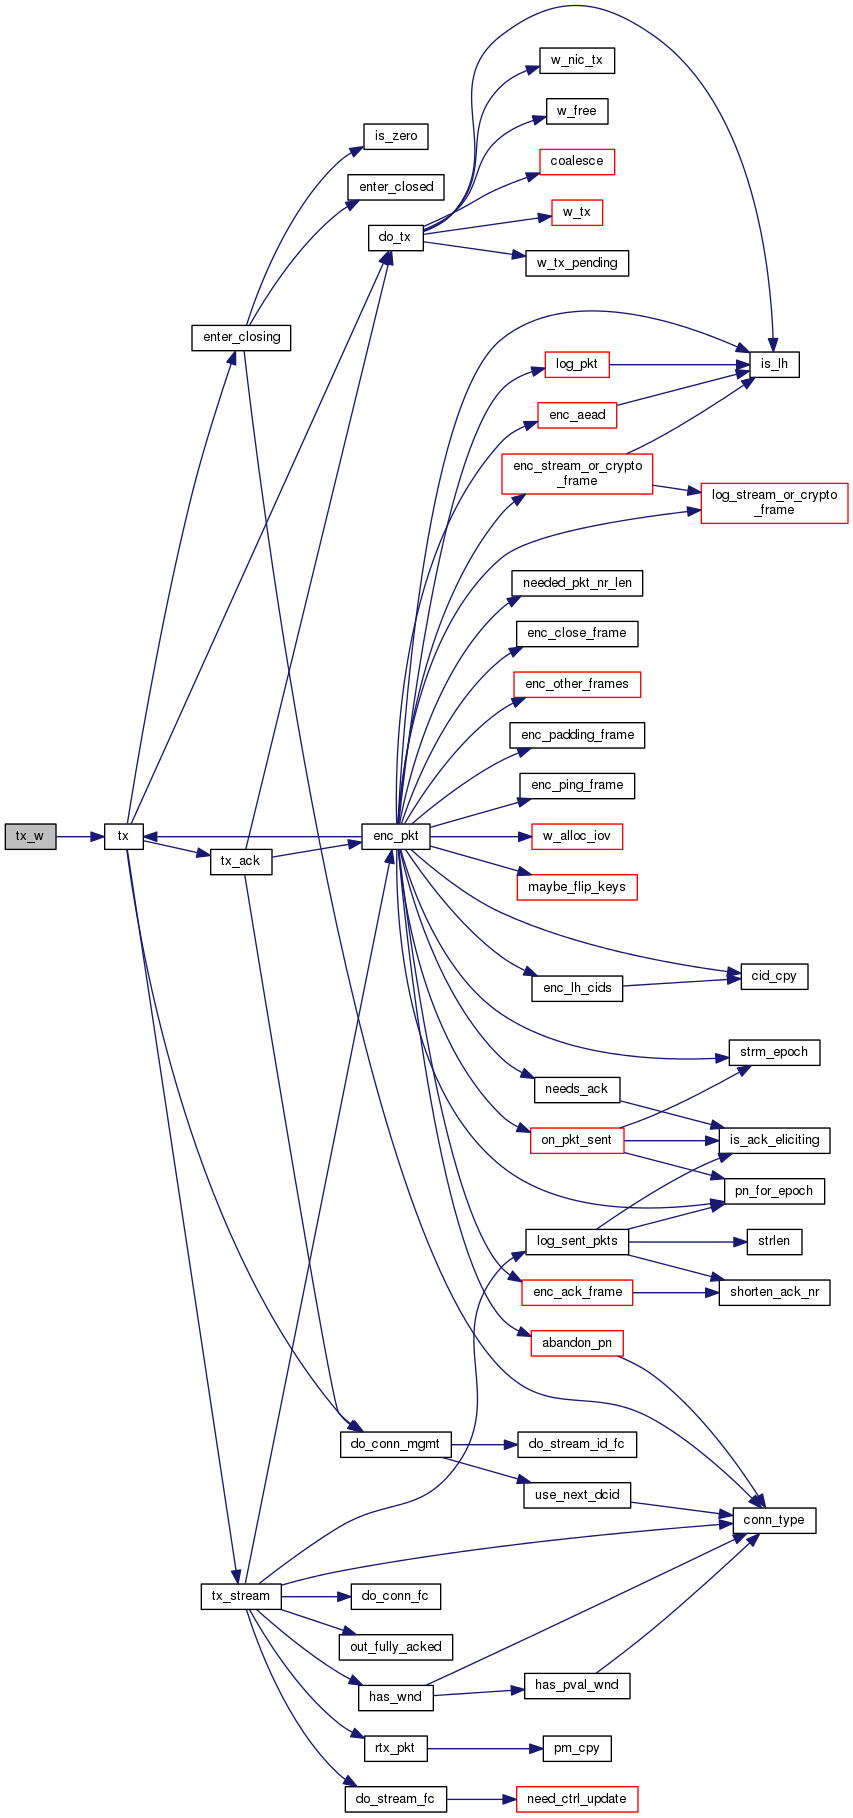 w_nic_tx
w_free
is_zero
coalesce
enter_closed
w_tx
do_tx
w_tx_pending
enter_closing
is_lh
log_pkt
enc_aead
enc_stream_or_crypto
_frame
log_stream_or_crypto
_frame
needed_pkt_nr_len
enc_close_frame
enc_other_frames
enc_padding_frame
enc_ping_frame
tx_w
tx
enc_pkt
w_alloc_iov
tx_ack
maybe_flip_keys
cid_cpy
enc_lh_cids
strm_epoch
needs_ack
on_pkt_sent
is_ack_eliciting
pn_for_epoch
log_sent_pkts
strlen
enc_ack_frame
shorten_ack_nr
abandon_pn
do_conn_mgmt
do_stream_id_fc
use_next_dcid
conn_type
tx_stream
do_conn_fc
out_fully_acked
has_wnd
has_pval_wnd
rtx_pkt
pm_cpy
do_stream_fc
need_ctrl_update